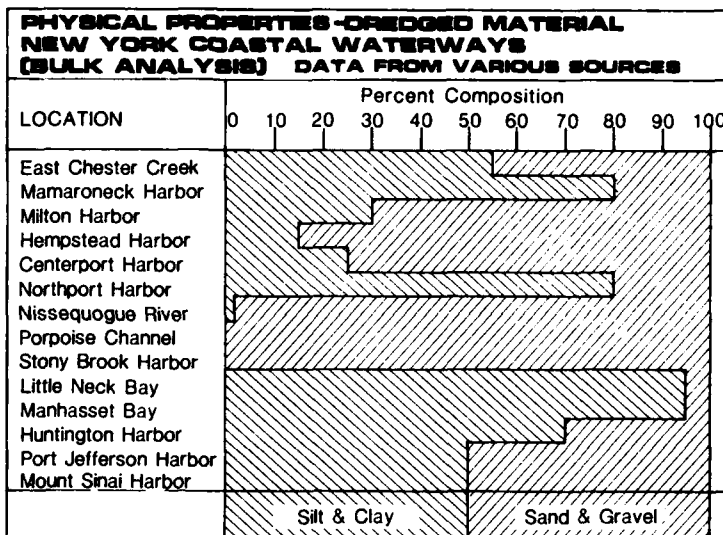 PHYSICAL PROPERTIES-DREDGED MATERIAL
NEW YORK COASTAL WATERWAYS
(BULK ANALYSIS) DATA FROM VARIOUS SOURCES
Percent Composition
LOCATION
0 10 20 30 40 50 60 70 80 90 100
East Chester Creek
Mamaroneck Harbor
Milton Harbor
Hempstead Harbor
Centerport Harbor
Northport Harbor
Nissequogue River
Porpoise Channel
Stony Brook Harbor
Little Neck Bay
Manhasset Bay
Huntington Harbor
Port Jefferson Harbor
Mount Sinai Harbor
Silt & Clay Sand & Gravel